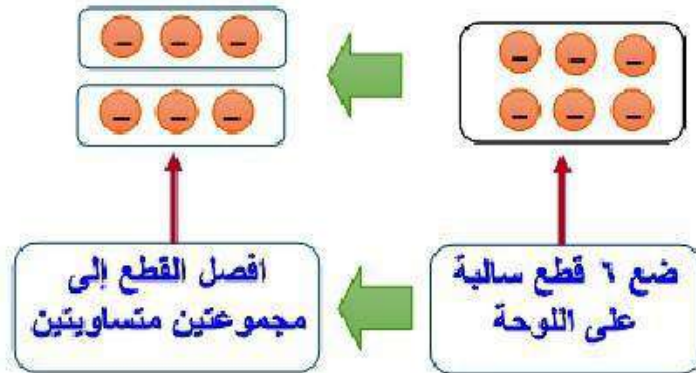 ضع ٦ قطع سالبة
على اللوحة
افصل القطع إلى
مجموعتين متساويتين